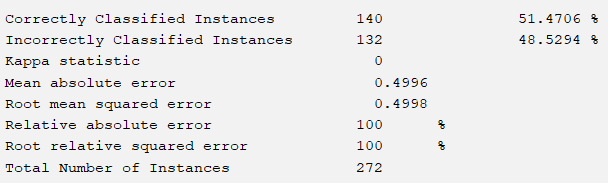 Correctly Classified Instances         140               51.4706 %
Incorrectly Classified Instances       132               48.5294 %
Kappa statistic                          0
Mean absolute error                      0.4996
Root mean squared error                  0.4998
Relative absolute error                100      %
Root relative squared error            100      %
Total Number of Instances              272